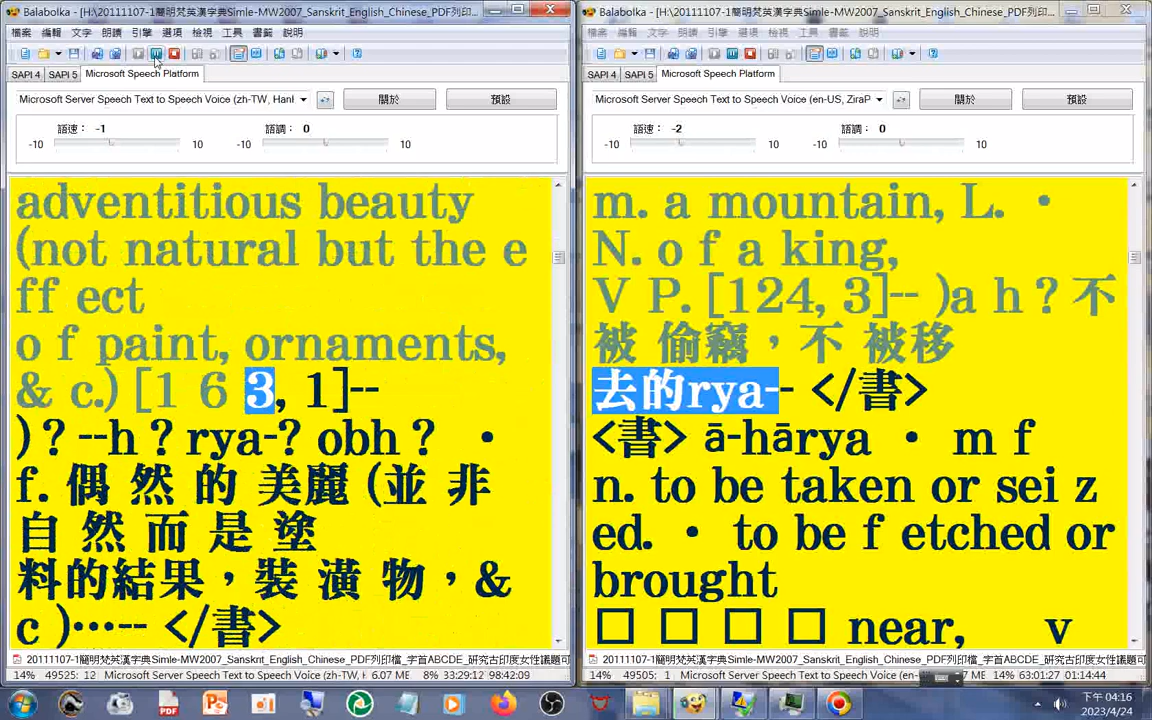 Balabolka - [H:\20111107-1簡明梵英漢字典Simle-MW2007_Sanskrit_English_Chinese_PDF列印...
檔案 編輯 文字 朗讀 引擎 選項 檢視 工具 書籤 說明
SAPI 4 SAPI 5 Microsoft Speech Platform
Microsoft Server Speech Text to Speech Voice (zh-TW, Hanl
關於
預設
語速： -1
語調： 0
-10
10
-10
10
adventitious beauty
(not natural but the e
ff ect
o f paint, ornaments,
& c.) [1 6 3, 1]--
)? --h ? rya-? obh ? •
f. 偶 然 的 美麗 (並 非
自 然 而 是 塗
料的結果，裝 潢 物，&
c )…-- </書>
20111107-1簡明梵英漢字典Simle-MW2007_Sanskrit_English_Chinese_PDF列印檔_字首ABCDE_研究古印度女性議題可
14% 49525: 12 Microsoft Server Speech Text to Speech Voice (zh-TW, 6.07 ME 8% 33:29:12 98:42:09
Balabolka - [H:\20111107-1簡明梵英漢字典Simle-MW2007_Sanskrit_English_Chinese_PDF列印...
檔案 編輯 文字 朗讀 引擎 選項 檢視 工具 書籤 說明
SAPI 4 SAPI 5 Microsoft Speech Platform
Microsoft Server Speech Text to Speech Voice (en-US, ZiraP
關於
預設
語速： -2
語調： 0
-10
10
-10
10
m. a mountain, L. •
N. o f a king,
V P. [124, 3]-- )a h ? 不
被 偷竊，不 被移
去的rya-- </書>
<書> ā-hārya • m f
n. to be taken or sei z
ed. • to be f etched or
brought
□ □ □ □ near, v
20111107-1簡明梵英漢字典Simle-MW2007_Sanskrit_English_Chinese_PDF列印檔_字首ABCDE_研究古印度女性議題可
14% 49525: 1 Microsoft Server Speech Text to Speech Voice 14% 63:01:27 01:14:44
PDF
下午 04:16
2023/4/24